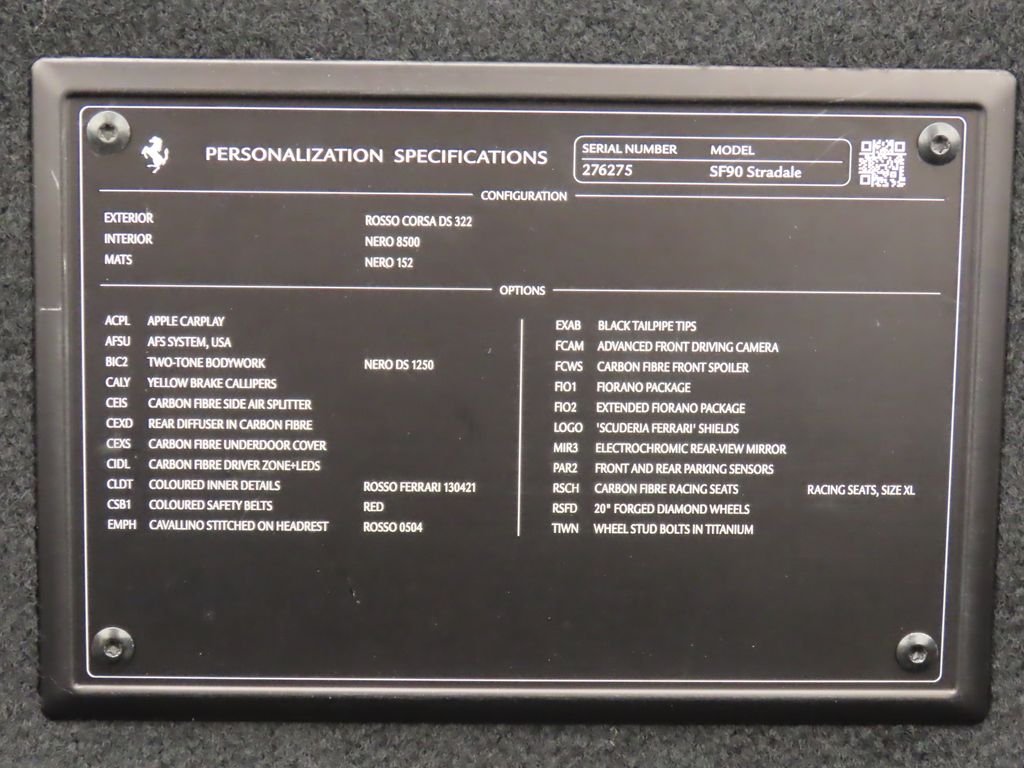 PERSONALIZATION SPECIFICATIONS
SERIAL NUMBER MODEL
276275 SF90 Stradale
CONFIGURATION
EXTERIOR ROSSO CORSA DS 322
INTERIOR NERO 8500
MATS NERO 152
OPTIONS
ACPL APPLE CARPLAY
AFSU AFS SYSTEM, USA
BIC2 TWO-TONE BODYWORK NERO DS 1250
CALY YELLOW BRAKE CALLIPERS
CEIS CARBON FIBRE SIDE AIR SPLITTER
CEXD REAR DIFFUSER IN CARBON FIBRE
CEXS CARBON FIBRE UNDERDOOR COVER
CIDL CARBON FIBRE DRIVER ZONE+LEDS
CLDT COLOURED INNER DETAILS ROSSO FERRARI 130421
CSB1 COLOURED SAFETY BELTS RED
EMPH CAVALLINO STITCHED ON HEADREST ROSSO 0504
EXAB BLACK TAILPIPE TIPS
FCAM ADVANCED FRONT DRIVING CAMERA
FCWS CARBON FIBRE FRONT SPOILER
FIO1 FIORANO PACKAGE
FIO2 EXTENDED FIORANO PACKAGE
LOGO 'SCUDERIA FERRARI' SHIELDS
MIR3 ELECTROCHROMIC REAR-VIEW MIRROR
PAR2 FRONT AND REAR PARKING SENSORS
RSCH CARBON FIBRE RACING SEATS RACING SEATS, SIZE XL
RSFD 20" FORGED DIAMOND WHEELS
TIWN WHEEL STUD BOLTS IN TITANIUM